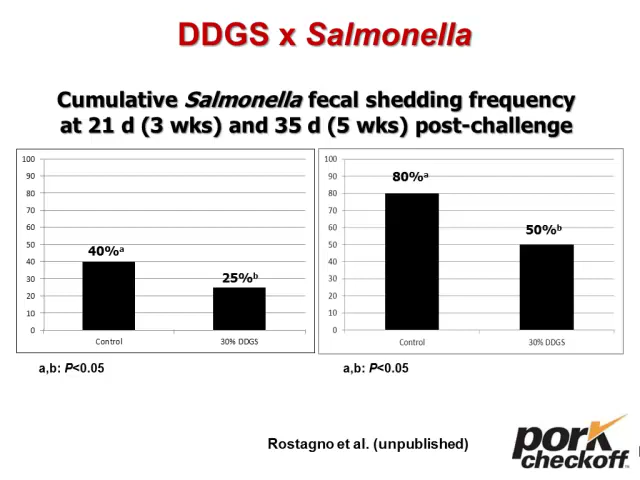 DDGS x Salmonella
Cumulative Salmonella fecal shedding frequency
at 21 d (3 wks) and 35 d (5 wks) post-challenge
100
90
80
70
60
50
40
30
20
10
0
40%ᵃ
25%ᵇ
Control
30% DDGS
100
90
80
70
60
50
40
30
20
10
0
80%ᵃ
50%ᵇ
Control
30% DDGS
a,b: P<0.05
a,b: P<0.05
Rostagno et al. (unpublished)
pork
checkoff™